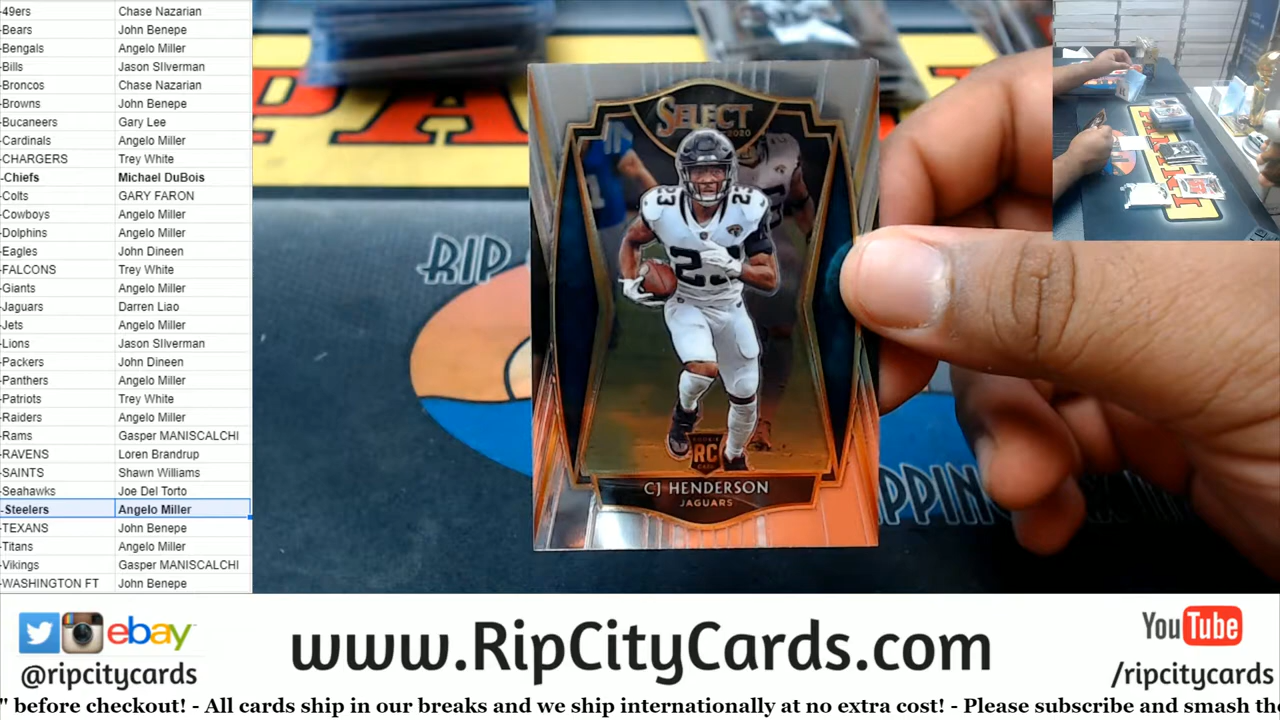 -49ers Chase Nazarian
-Bears John Benepe
-Bengals Angelo Miller
-Bills Jason SIlverman
-Broncos Chase Nazarian
-Browns John Benepe
-Bucaneers Gary Lee
-Cardinals Angelo Miller
-CHARGERS Trey White
-Chiefs Michael DuBois
-Colts GARY FARON
-Cowboys Angelo Miller
-Dolphins Angelo Miller
-Eagles John Dineen
-FALCONS Trey White
-Giants Angelo Miller
-Jaguars Darren Liao
-Jets Angelo Miller
-Lions Jason SIlverman
-Packers John Dineen
-Panthers Angelo Miller
-Patriots Trey White
-Raiders Angelo Miller
-Rams Gasper MANISCALCHI
-RAVENS Loren Brandrup
-SAINTS Shawn Williams
-Seahawks Joe Del Torto
-Steelers Angelo Miller
-TEXANS John Benepe
-Titans Angelo Miller
-Vikings Gasper MANISCALCHI
-WASHINGTON FT John Benepe
SELECT
2020
23 23
23
ROOKIE
RC
CARD
CJ HENDERSON
JAGUARS
RIP
ebay
@ripcitycards
www.RipCityCards.com
YouTube
/ripcitycards
" before checkout! - All cards ship in our breaks and we ship internationally at no extra cost! - Please subscribe and smash the